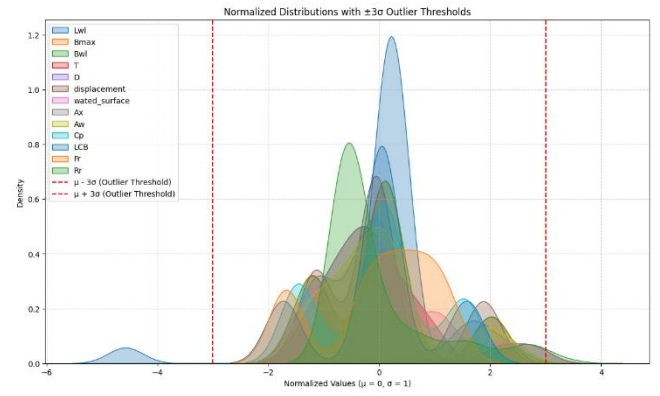 Normalized Distributions with ±3σ Outlier Thresholds
Lwl
Bmax
Bwl
T
D
displacement
wated_surface
Ax
Aw
Cp
LCB
Fr
Rr
μ - 3σ (Outlier Threshold)
μ + 3σ (Outlier Threshold)
1.2
1.0
0.8
0.6
0.4
0.2
0.0
Density
−6
−4
−2
0
2
4
Normalized Values (μ = 0, σ = 1)